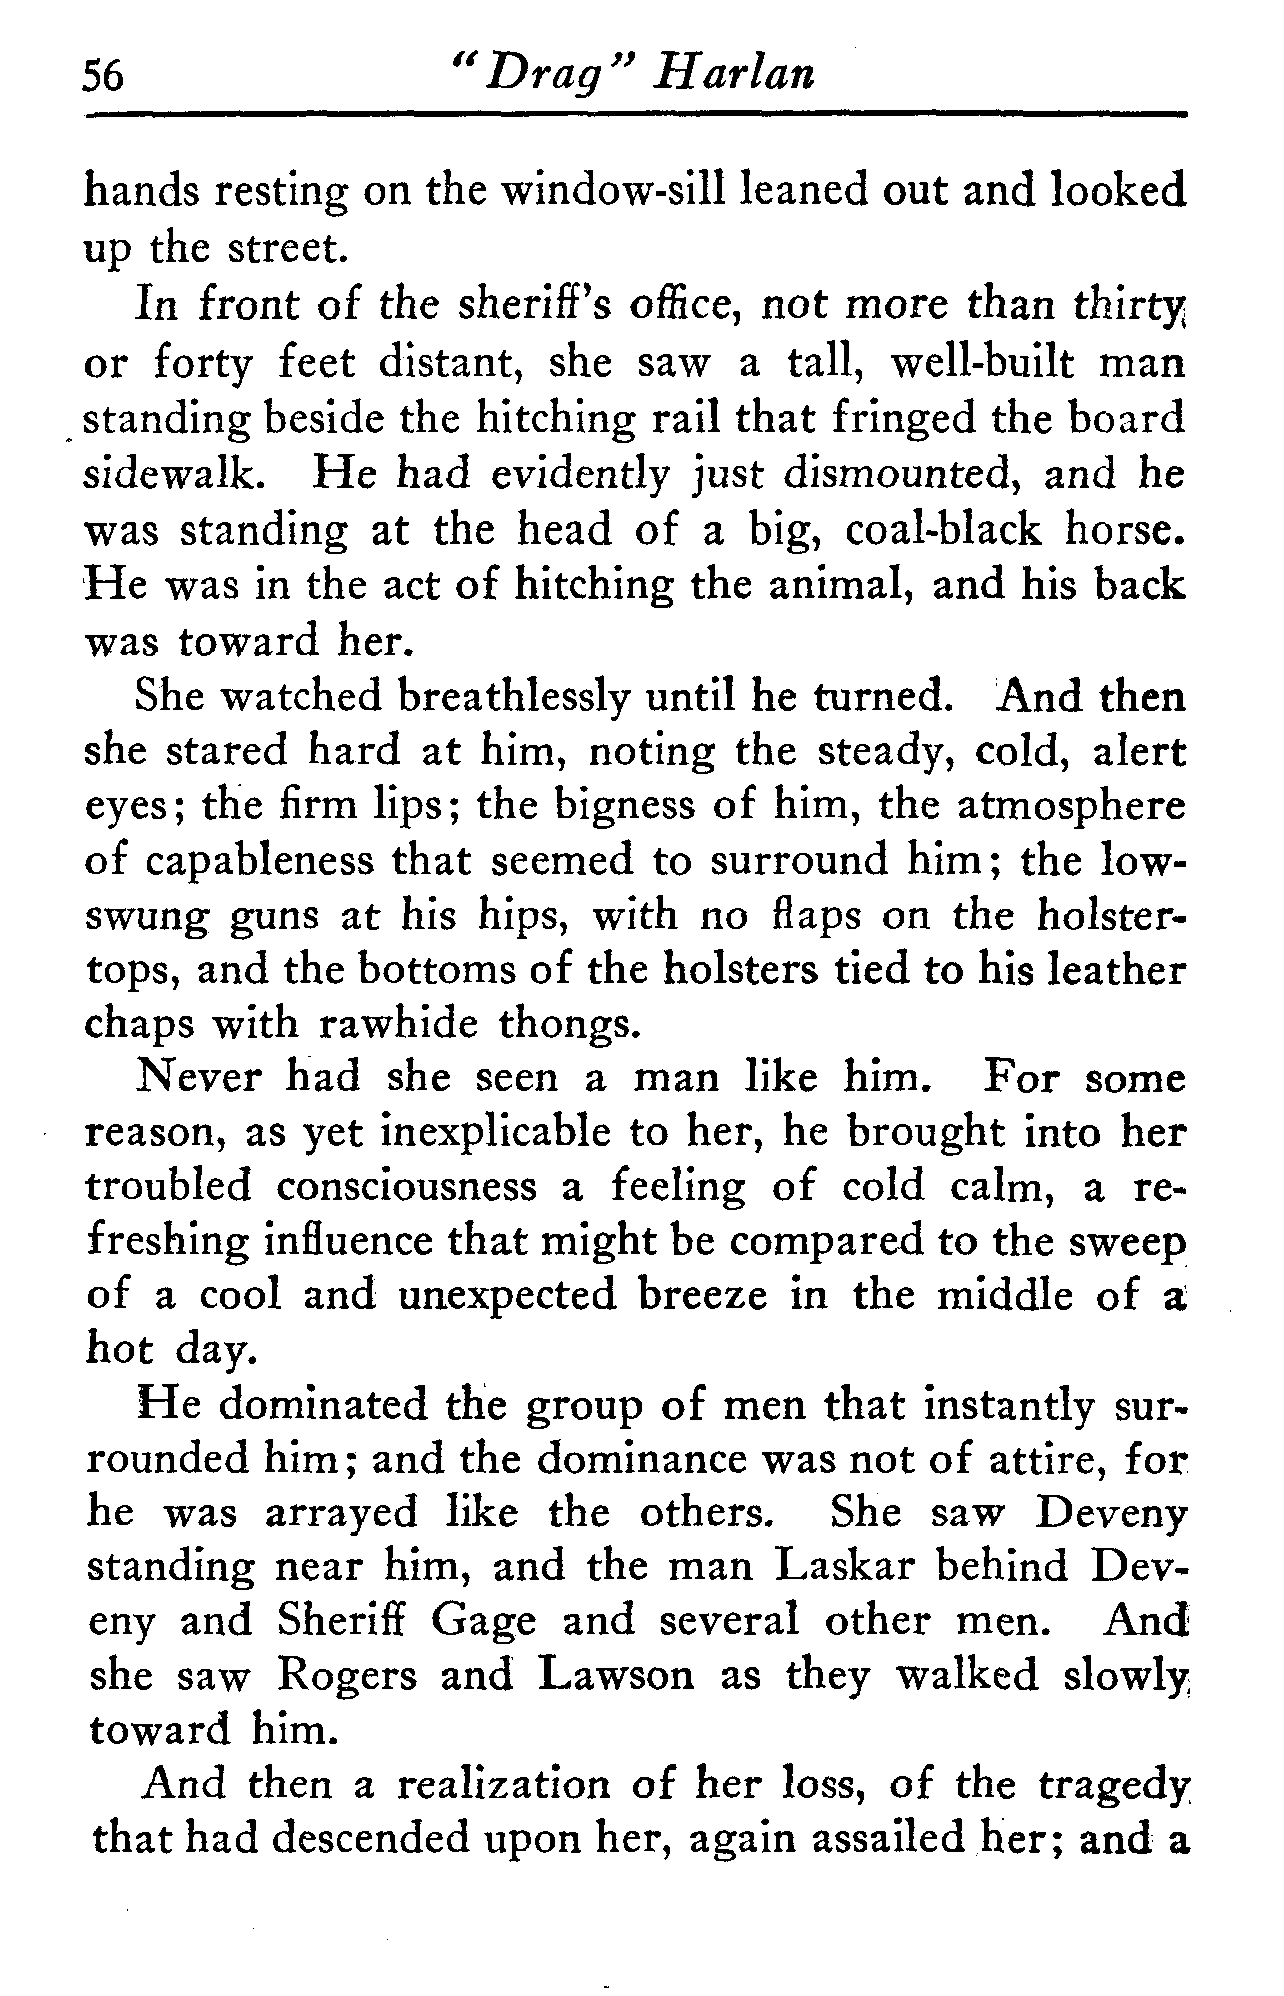 56 "Drag" Harlan
hands resting on the window-sill leaned out and looked
up the street.
In front of the sheriff's office, not more than thirty
or forty feet distant, she saw a tall, well-built man
standing beside the hitching rail that fringed the board
sidewalk. He had evidently just dismounted, and he
was standing at the head of a big, coal-black horse.
He was in the act of hitching the animal, and his back
was toward her.
She watched breathlessly until he turned. And then
she stared hard at him, noting the steady, cold, alert
eyes; the firm lips; the bigness of him, the atmosphere
of capableness that seemed to surround him; the low-
swung guns at his hips, with no flaps on the holster-
tops, and the bottoms of the holsters tied to his leather
chaps with rawhide thongs.
Never had she seen a man like him. For some
reason, as yet inexplicable to her, he brought into her
troubled consciousness a feeling of cold calm, a re-
freshing influence that might be compared to the sweep
of a cool and unexpected breeze in the middle of a
hot day.
He dominated the group of men that instantly sur-
rounded him; and the dominance was not of attire, for
he was arrayed like the others. She saw Deveny
standing near him, and the man Laskar behind Dev-
eny and Sheriff Gage and several other men. And
she saw Rogers and Lawson as they walked slowly
toward him.
And then a realization of her loss, of the tragedy
that had descended upon her, again assailed her; and a